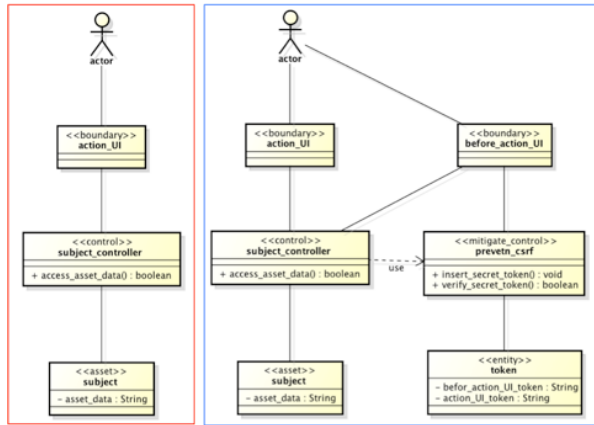 actor
<<boundary>>
action_UI
<<control>>
subject_controller
+ access_asset_data() : boolean
<<asset>>
subject
- asset_data : String
actor
<<boundary>>
action_UI
<<boundary>>
before_action_UI
<<control>>
subject_controller
+ access_asset_data() : boolean
use
<<mitigate_control>>
prevetn_csrf
+ insert_secret_token() : void
+ verify_secret_token() : boolean
<<asset>>
subject
- asset_data : String
<<entity>>
token
- befor_action_UI_token : String
- action_UI_token : String